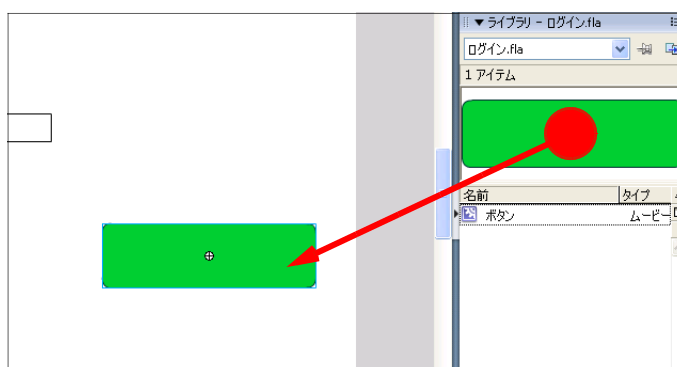 ▼ ライブラリ - ログイン.fla
ログイン.fla
1 アイテム
名前 タイプ
ボタン ムービー